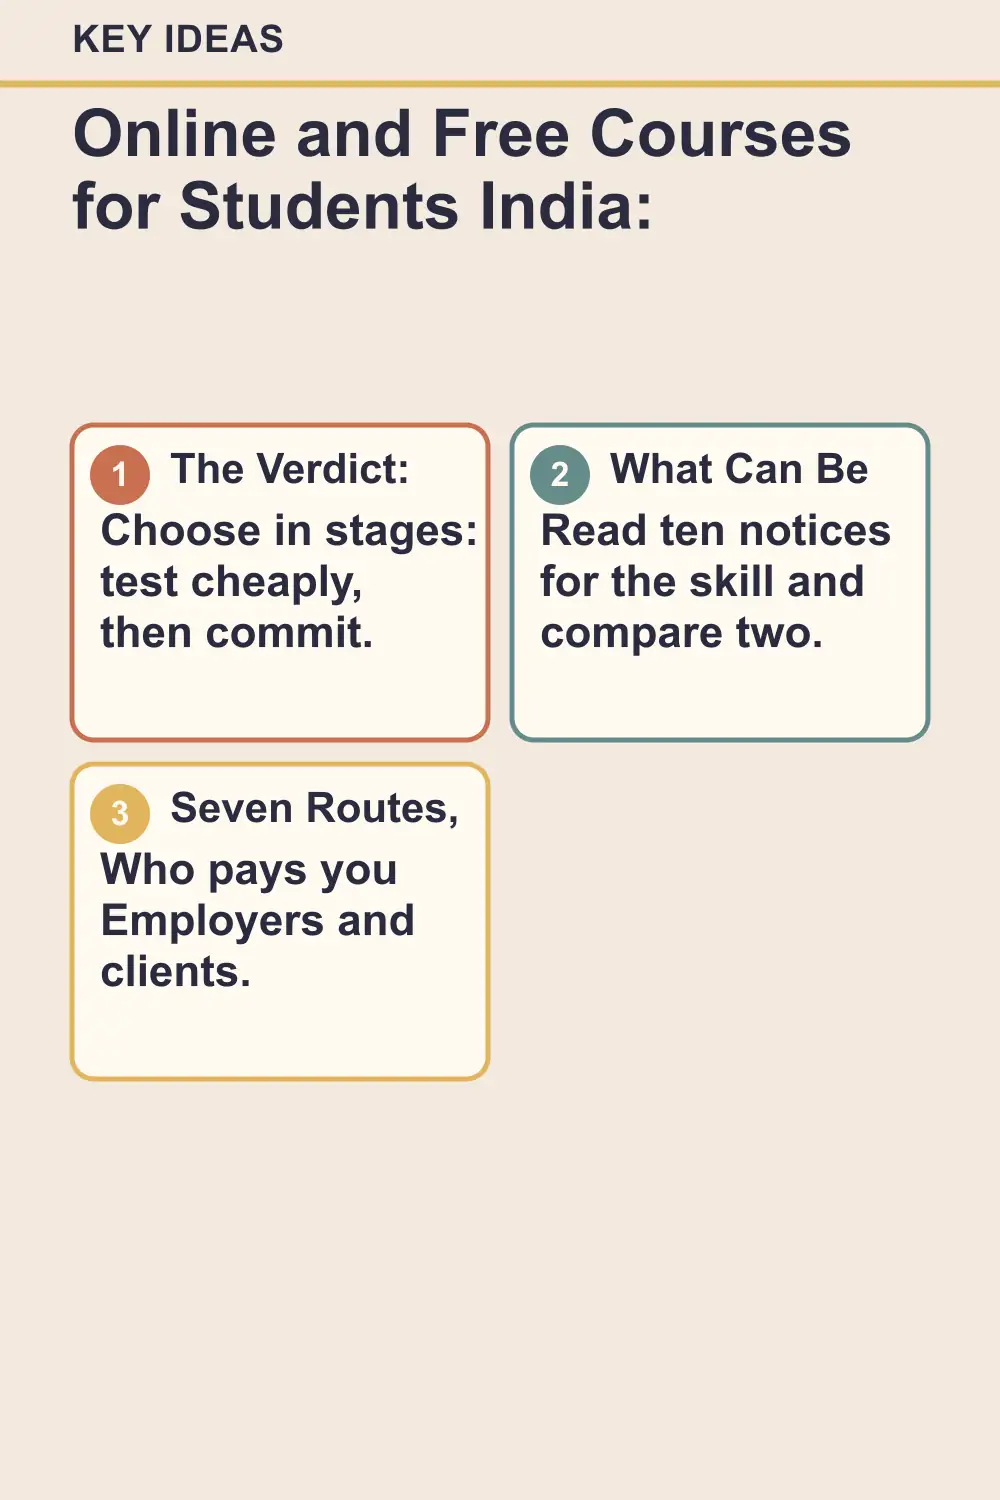 KEY IDEAS
Online and Free Courses
for Students India:
1 The Verdict:
Choose in stages:
test cheaply,
then commit.
2 What Can Be
Read ten notices
for the skill and
compare two.
3 Seven Routes,
Who pays you
Employers and
clients.